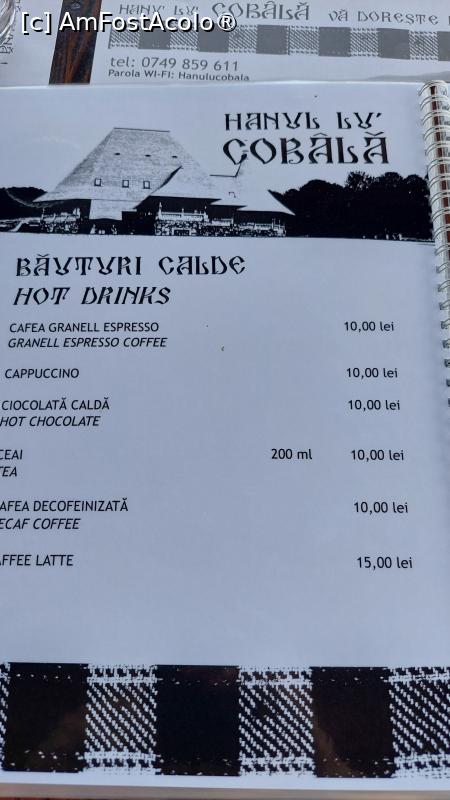 [c] AmFostAcolo®
HANUL LU' COBÂLĂ VĂ DOREȘTE
tel: 0749 859 611
Parola WI-FI: Hanulucobala
HANUL LU'
COBÂLĂ
BĂUTURI CALDE
HOT DRINKS
CAFEA GRANELL ESPRESSO 10,00 lei
GRANELL ESPRESSO COFFEE
CAPPUCCINO 10,00 lei
CIOCOLATĂ CALDĂ 10,00 lei
HOT CHOCOLATE
CEAI 200 ml 10,00 lei
TEA
AFEA DECOFEINIZATĂ 10,00 lei
ECAF COFFEE
AFFEE LATTE 15,00 lei